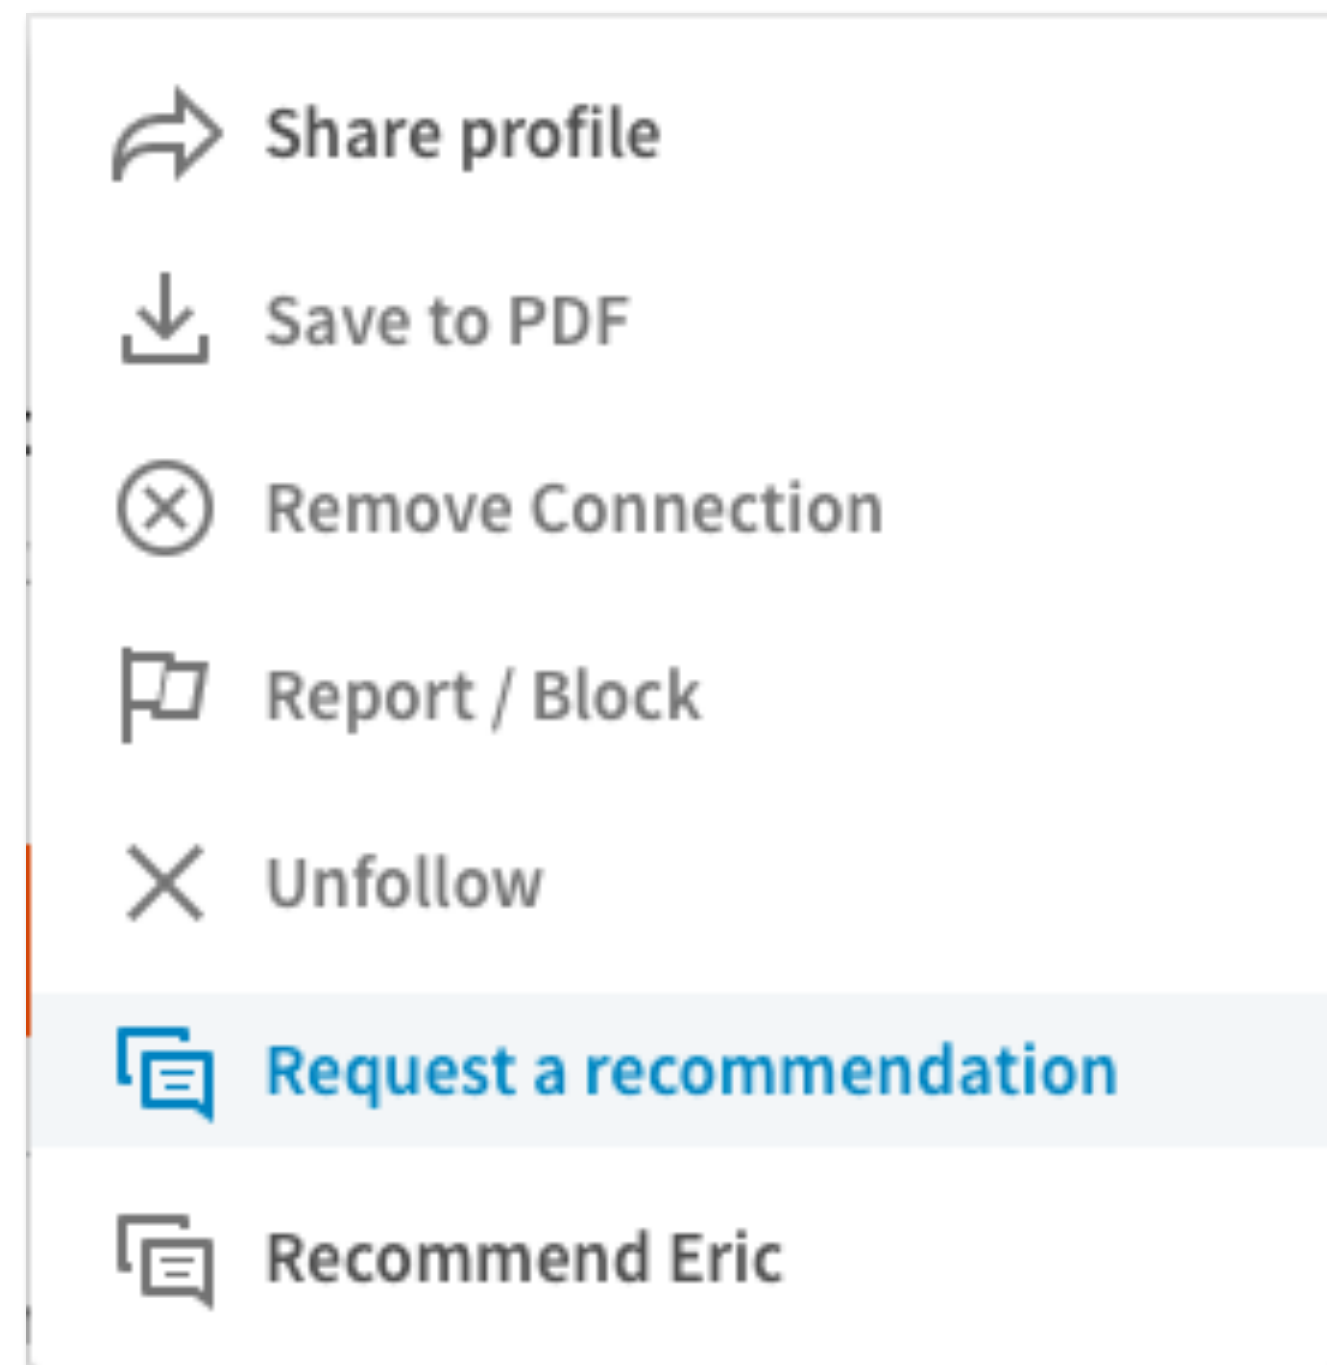 Share profile
Save to PDF
Remove Connection
Report / Block
Unfollow
Request a recommendation
Recommend Eric